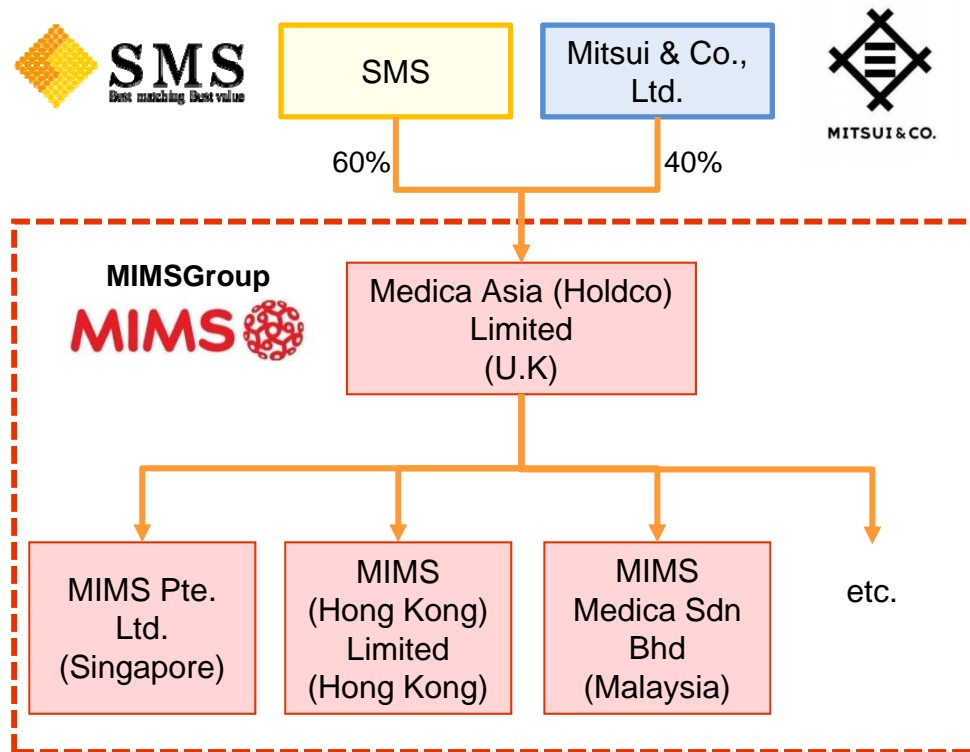 SMS
Best matching Best value
SMS
Mitsui & Co.,
Ltd.
MITSUI & CO.
60%
40%
MIMSGroup
MIMS
Medica Asia (Holdco)
Limited
(U.K)
MIMS Pte.
Ltd.
(Singapore)
MIMS
(Hong Kong)
Limited
(Hong Kong)
MIMS
Medica Sdn
Bhd
(Malaysia)
etc.